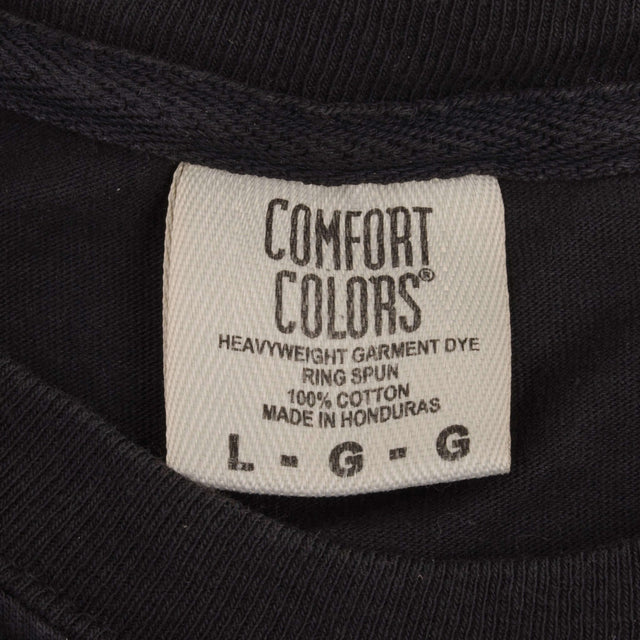 COMFORT
COLORS®
HEAVYWEIGHT GARMENT DYE
RING SPUN
100% COTTON
MADE IN HONDURAS
L - G - G